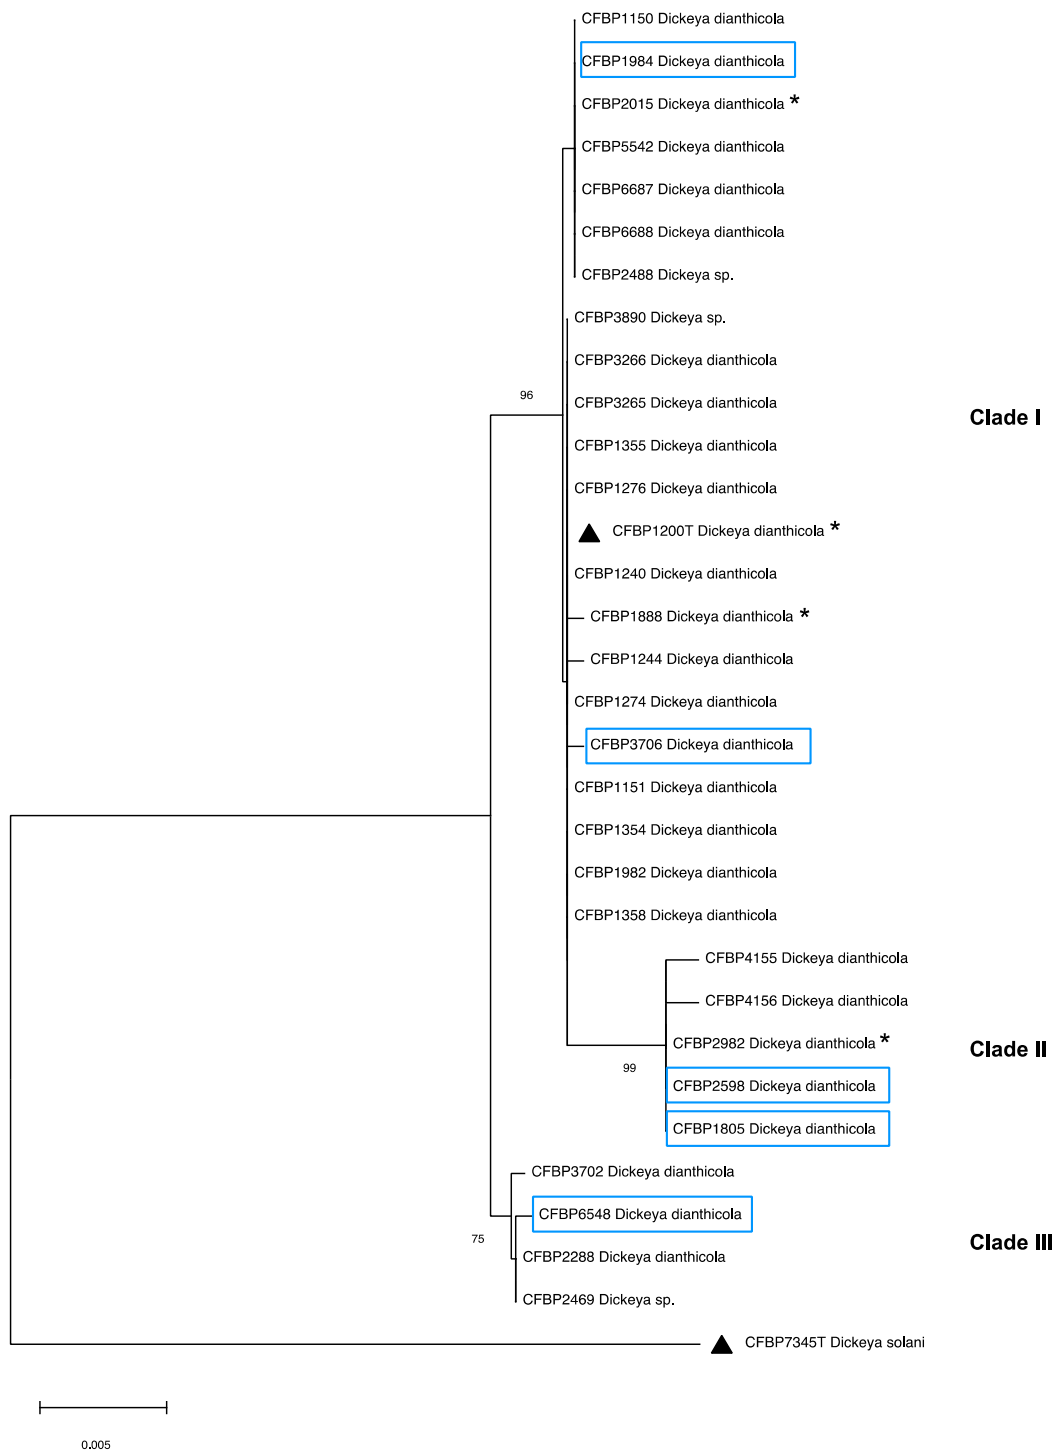 CFBP1150 Dickeya dianthicola
CFBP1984 Dickeya dianthicola
CFBP2015 Dickeya dianthicola *
CFBP5542 Dickeya dianthicola
CFBP6687 Dickeya dianthicola
CFBP6688 Dickeya dianthicola
CFBP2488 Dickeya sp.
CFBP3890 Dickeya sp.
CFBP3266 Dickeya dianthicola
96
CFBP3265 Dickeya dianthicola
Clade I
CFBP1355 Dickeya dianthicola
CFBP1276 Dickeya dianthicola
CFBP1200T Dickeya dianthicola *
CFBP1240 Dickeya dianthicola
CFBP1888 Dickeya dianthicola *
CFBP1244 Dickeya dianthicola
CFBP1274 Dickeya dianthicola
CFBP3706 Dickeya dianthicola
CFBP1151 Dickeya dianthicola
CFBP1354 Dickeya dianthicola
CFBP1982 Dickeya dianthicola
CFBP1358 Dickeya dianthicola
CFBP4155 Dickeya dianthicola
CFBP4156 Dickeya dianthicola
CFBP2982 Dickeya dianthicola *
Clade II
99
CFBP2598 Dickeya dianthicola
CFBP1805 Dickeya dianthicola
CFBP3702 Dickeya dianthicola
CFBP6548 Dickeya dianthicola
75
Clade III
CFBP2288 Dickeya dianthicola
CFBP2469 Dickeya sp.
CFBP7345T Dickeya solani
0.005